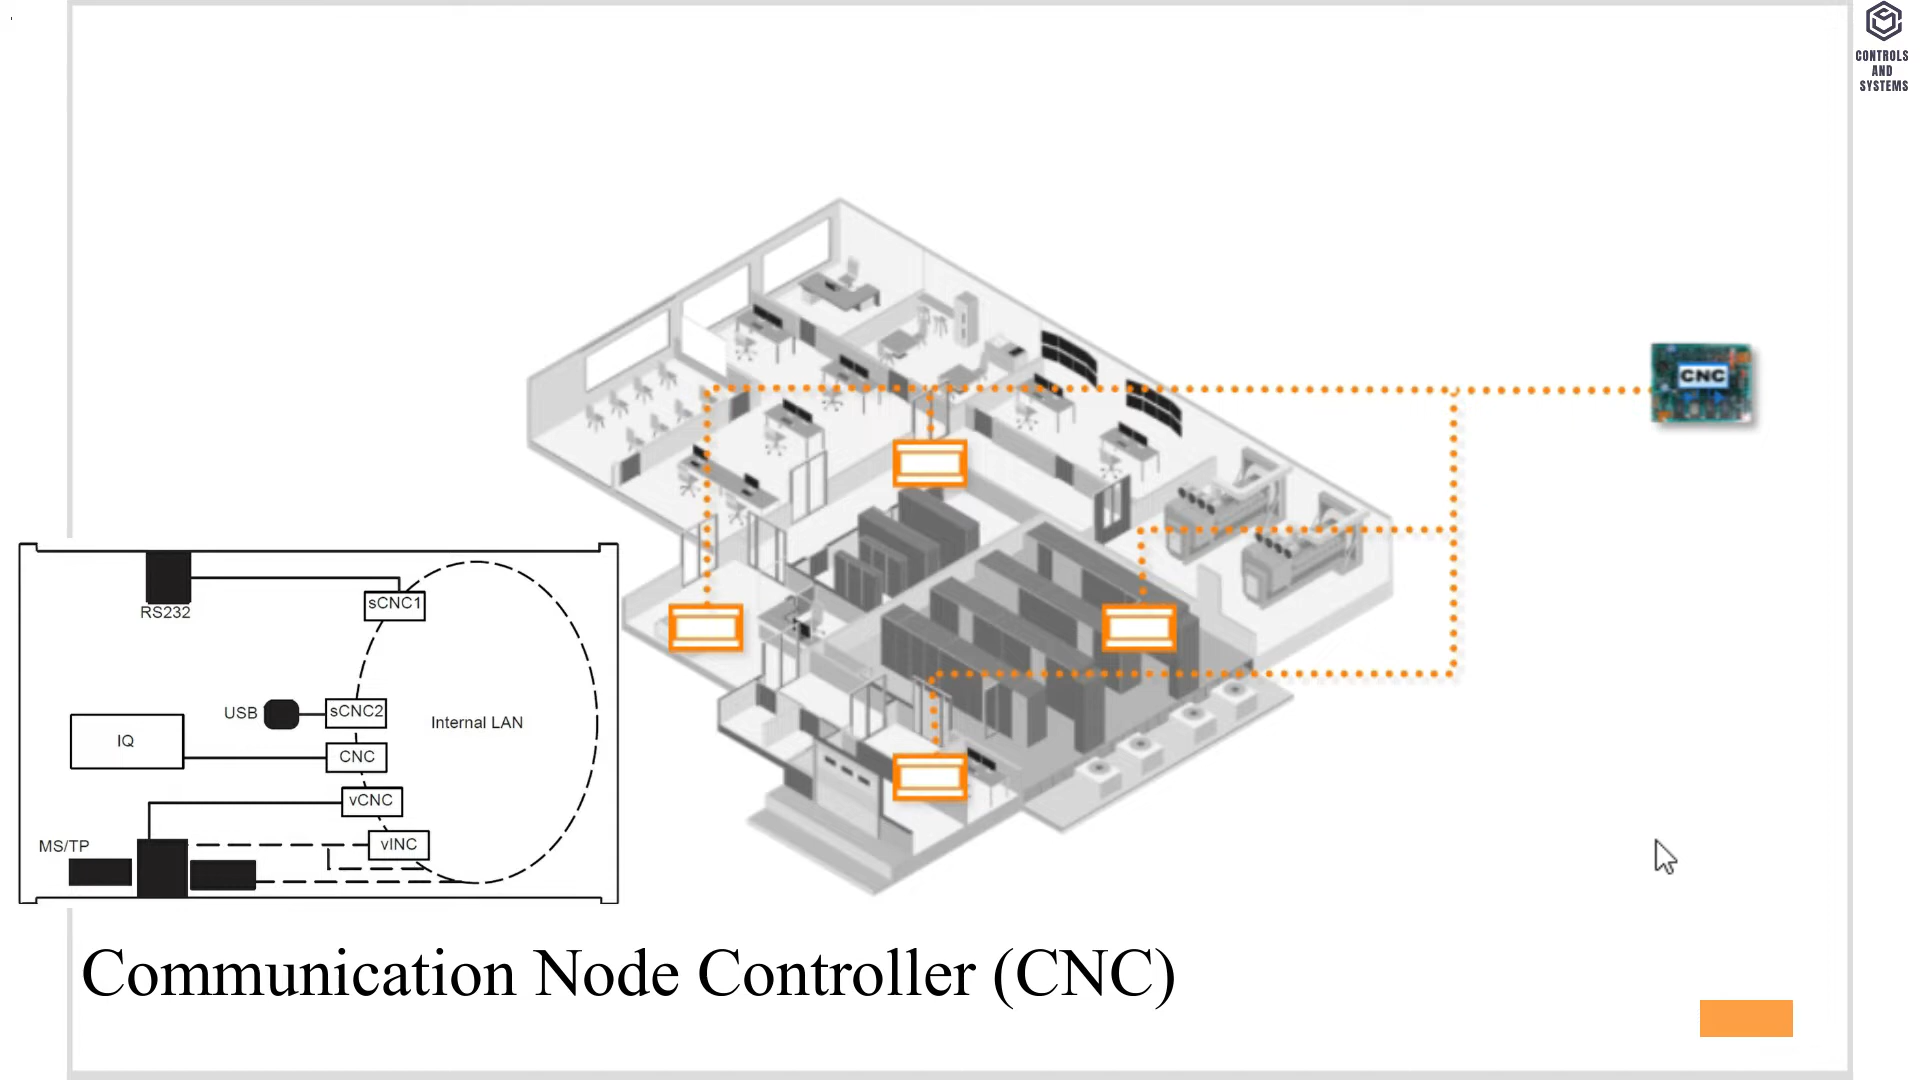 CONTROLS
AND
SYSTEMS
CNC
sCNC1
RS232
USB
sCNC2
Internal LAN
IQ
CNC
vCNC
MS/TP
vINC
Communication Node Controller (CNC)